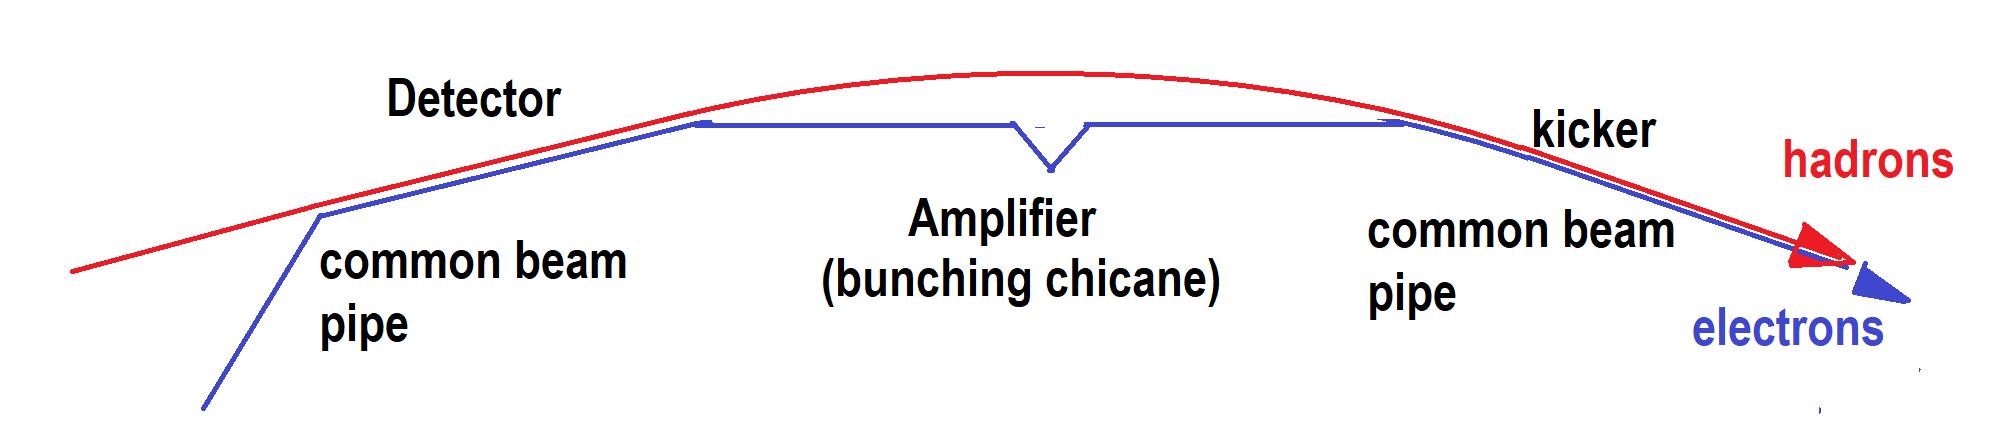 Detector
kicker
hadrons
common beam
pipe
Amplifier
(bunching chicane)
common beam
pipe
electrons